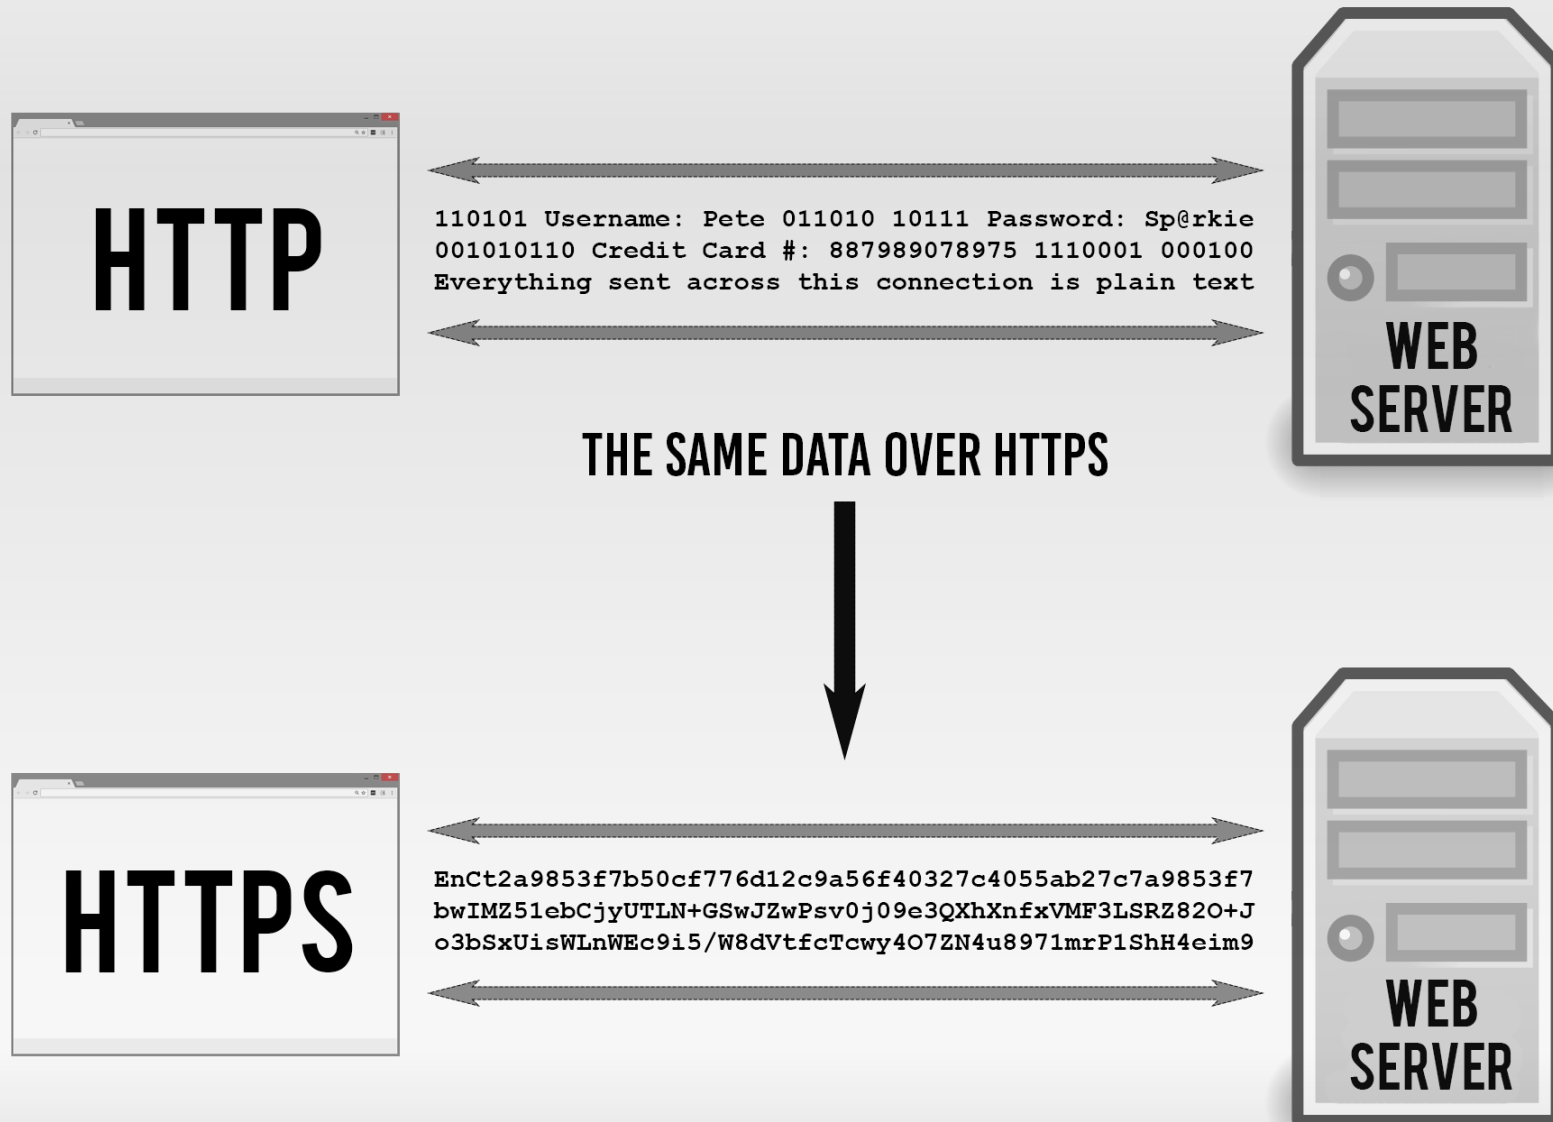 HTTP
110101 Username: Pete 011010 10111 Password: Sp@rkie
001010110 Credit Card #: 887989078975 1110001 000100
Everything sent across this connection is plain text
WEB
SERVER
THE SAME DATA OVER HTTPS
HTTPS
EnCt2a9853f7b50cf776d12c9a56f40327c4055ab27c7a9853f7
bwIMZ51ebCjyUTLN+GSwJZwPsv0j09e3QXhXnfxVMF3LSRZ82O+J
o3bSxUisWLnWEc9i5/W8dVtfcTcwy4O7ZN4u8971mrP1ShH4eim9
WEB
SERVER